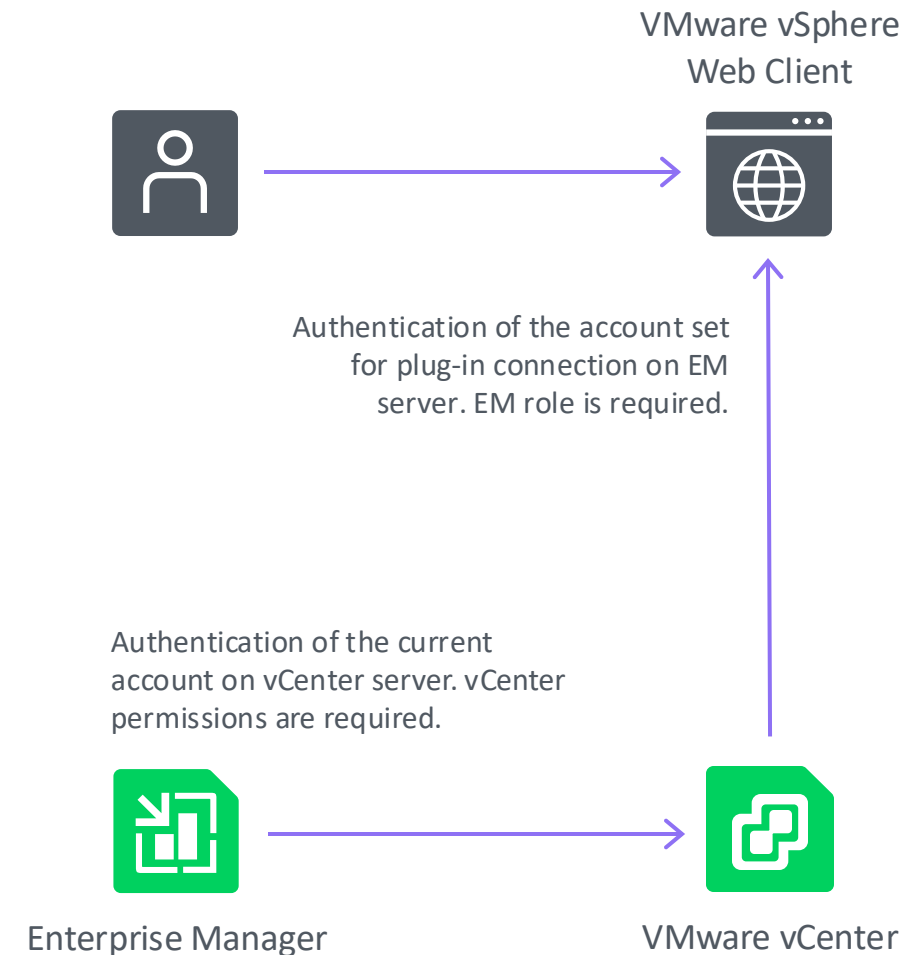 VMware vSphere
Web Client
Authentication of the account set
for plug-in connection on EM
server. EM role is required.
Authentication of the current
account on vCenter server. vCenter
permissions are required.
Enterprise Manager
VMware vCenter